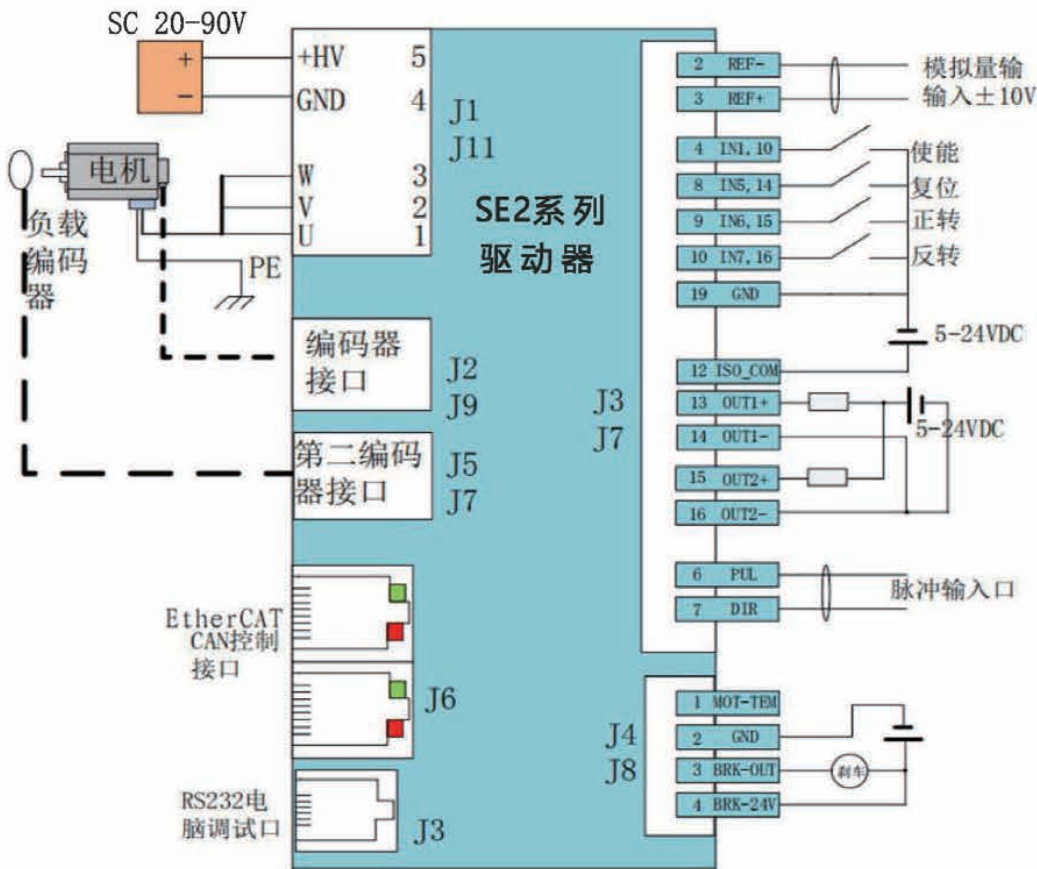 SC 20-90V
+
−
+HV 5
GND 4
J1
J11
W 3
V 2
U 1
电机
负载
编码
器
PE
SE2系列
驱动器
编码器
接口
J2
J9
第二编码
器接口
J5
J7
EtherCAT
CAN控制
接口
J6
RS232电
脑调试口
J3
J3
J7
2 REF-
3 REF+
模拟量输
输入±10V
4 IN1,10
使能
8 IN5,14
复位
9 IN6,15
正转
10 IN7,16
反转
19 GND
5-24VDC
12 ISO_COM
13 OUT1+
14 OUT1-
5-24VDC
15 OUT2+
16 OUT2-
6 PUL
7 DIR
脉冲输入口
J4
J8
1 MOT-TEM
2 GND
3 BRK-OUT
刹车
4 BRK-24V